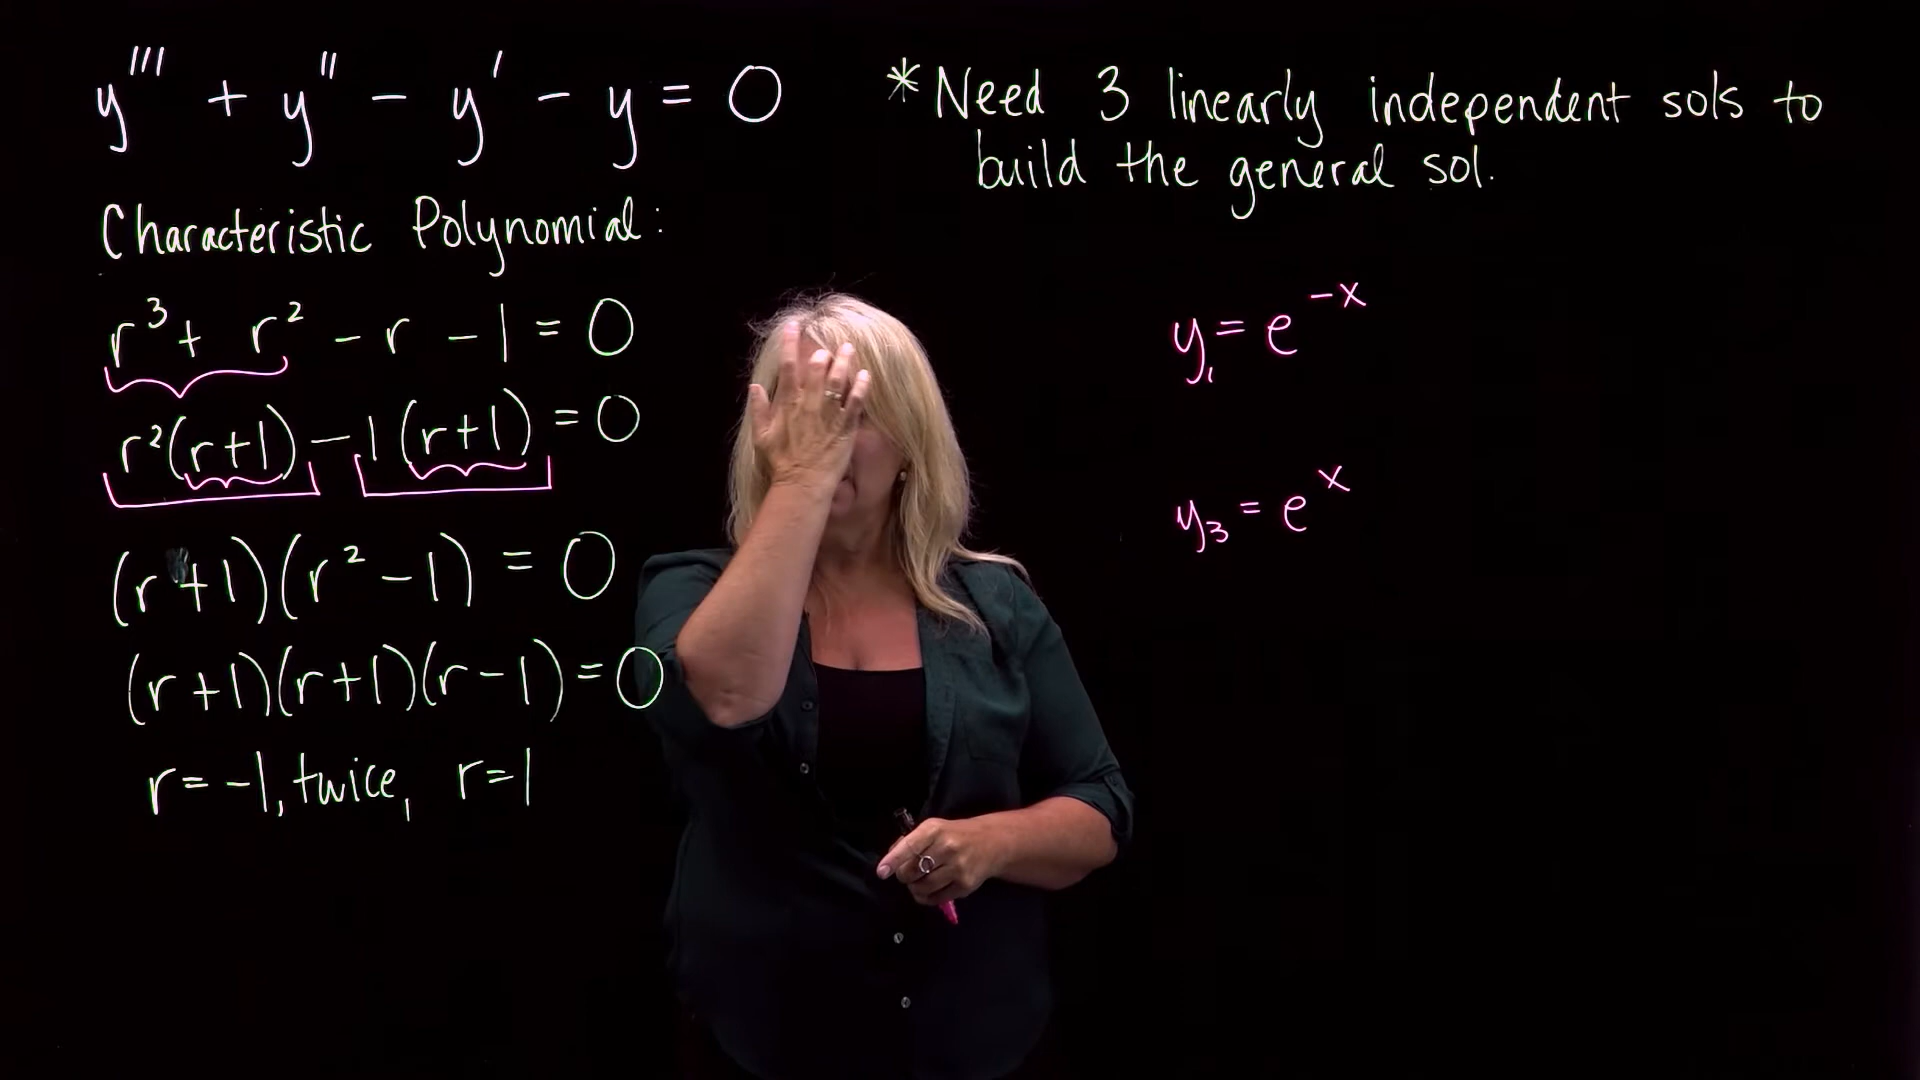 y''' + y'' - y' - y = 0
* Need 3 linearly independent sols to
build the general sol.
Characteristic Polynomial:
r³ + r² - r - 1 = 0
r²(r+1) - 1(r+1) = 0
(r+1)(r²-1) = 0
(r+1)(r+1)(r-1) = 0
r = -1, twice, r = 1
y₁ = e^{-x}
y₃ = e^{x}